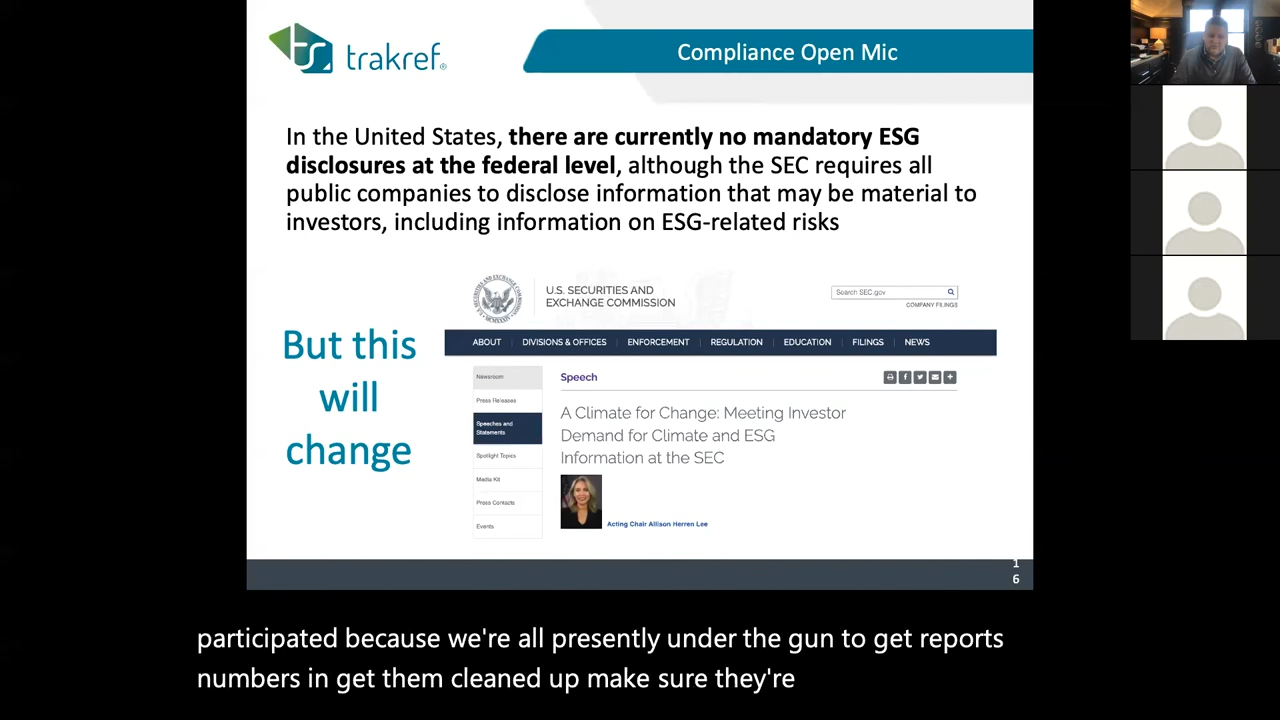 trakref
Compliance Open Mic
In the United States, there are currently no mandatory ESG
disclosures at the federal level, although the SEC requires all
public companies to disclose information that may be material to
investors, including information on ESG-related risks
But this
will
change
U.S. SECURITIES AND
EXCHANGE COMMISSION
Search SEC.gov
COMPANY FILINGS
ABOUT DIVISIONS & OFFICES ENFORCEMENT REGULATION EDUCATION FILINGS NEWS
Newsroom
Press Releases
Speeches and
Statements
Spotlight Topics
Media Kit
Press Contacts
Events
Speech
A Climate for Change: Meeting Investor
Demand for Climate and ESG
Information at the SEC
Acting Chair Allison Herren Lee
1
6
participated because we're all presently under the gun to get reports
numbers in get them cleaned up make sure they're